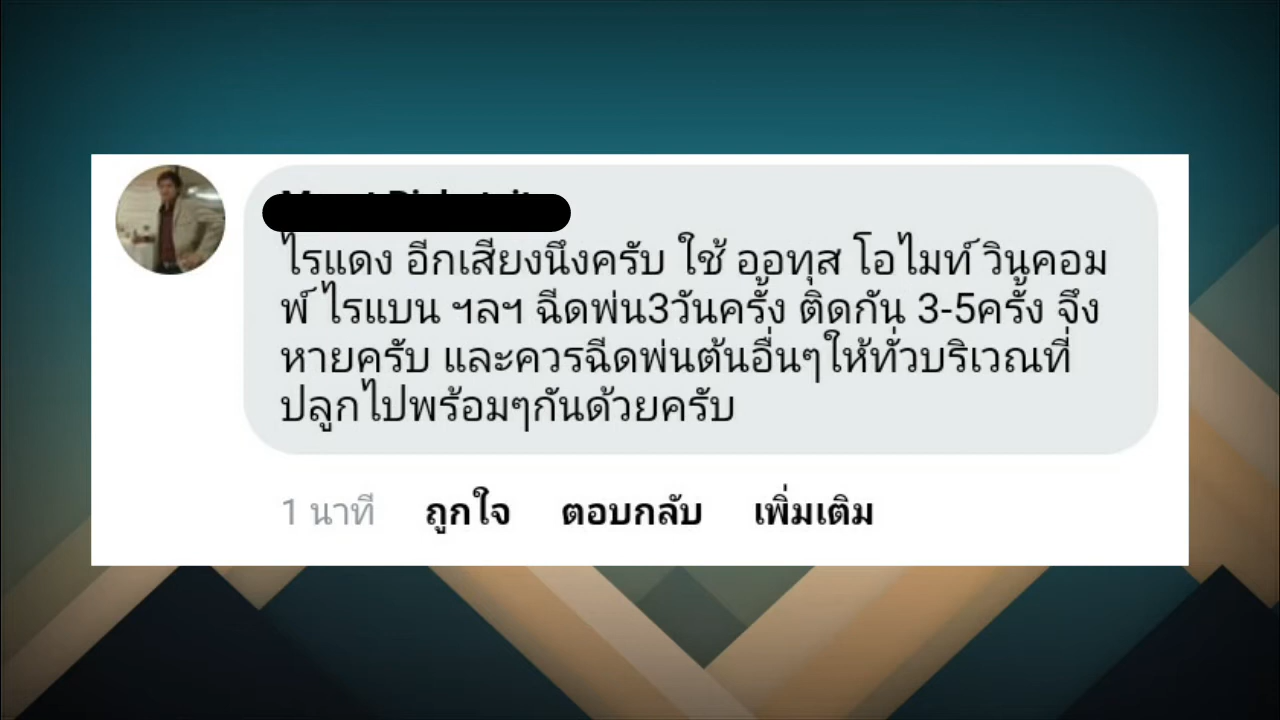 ไรแดง อีกเสียงนึงครับ ใช้ ออทุส โอไมท์ วินคอม
พ์ ไรแบน ฯลฯ ฉีดพ่น3วันครั้ง ติดกัน 3-5ครั้ง จึง
หายครับ และควรฉีดพ่นต้นอื่นๆให้ทั่วบริเวณที่
ปลูกไปพร้อมๆกันด้วยครับ
1 นาที ถูกใจ ตอบกลับ เพิ่มเติม